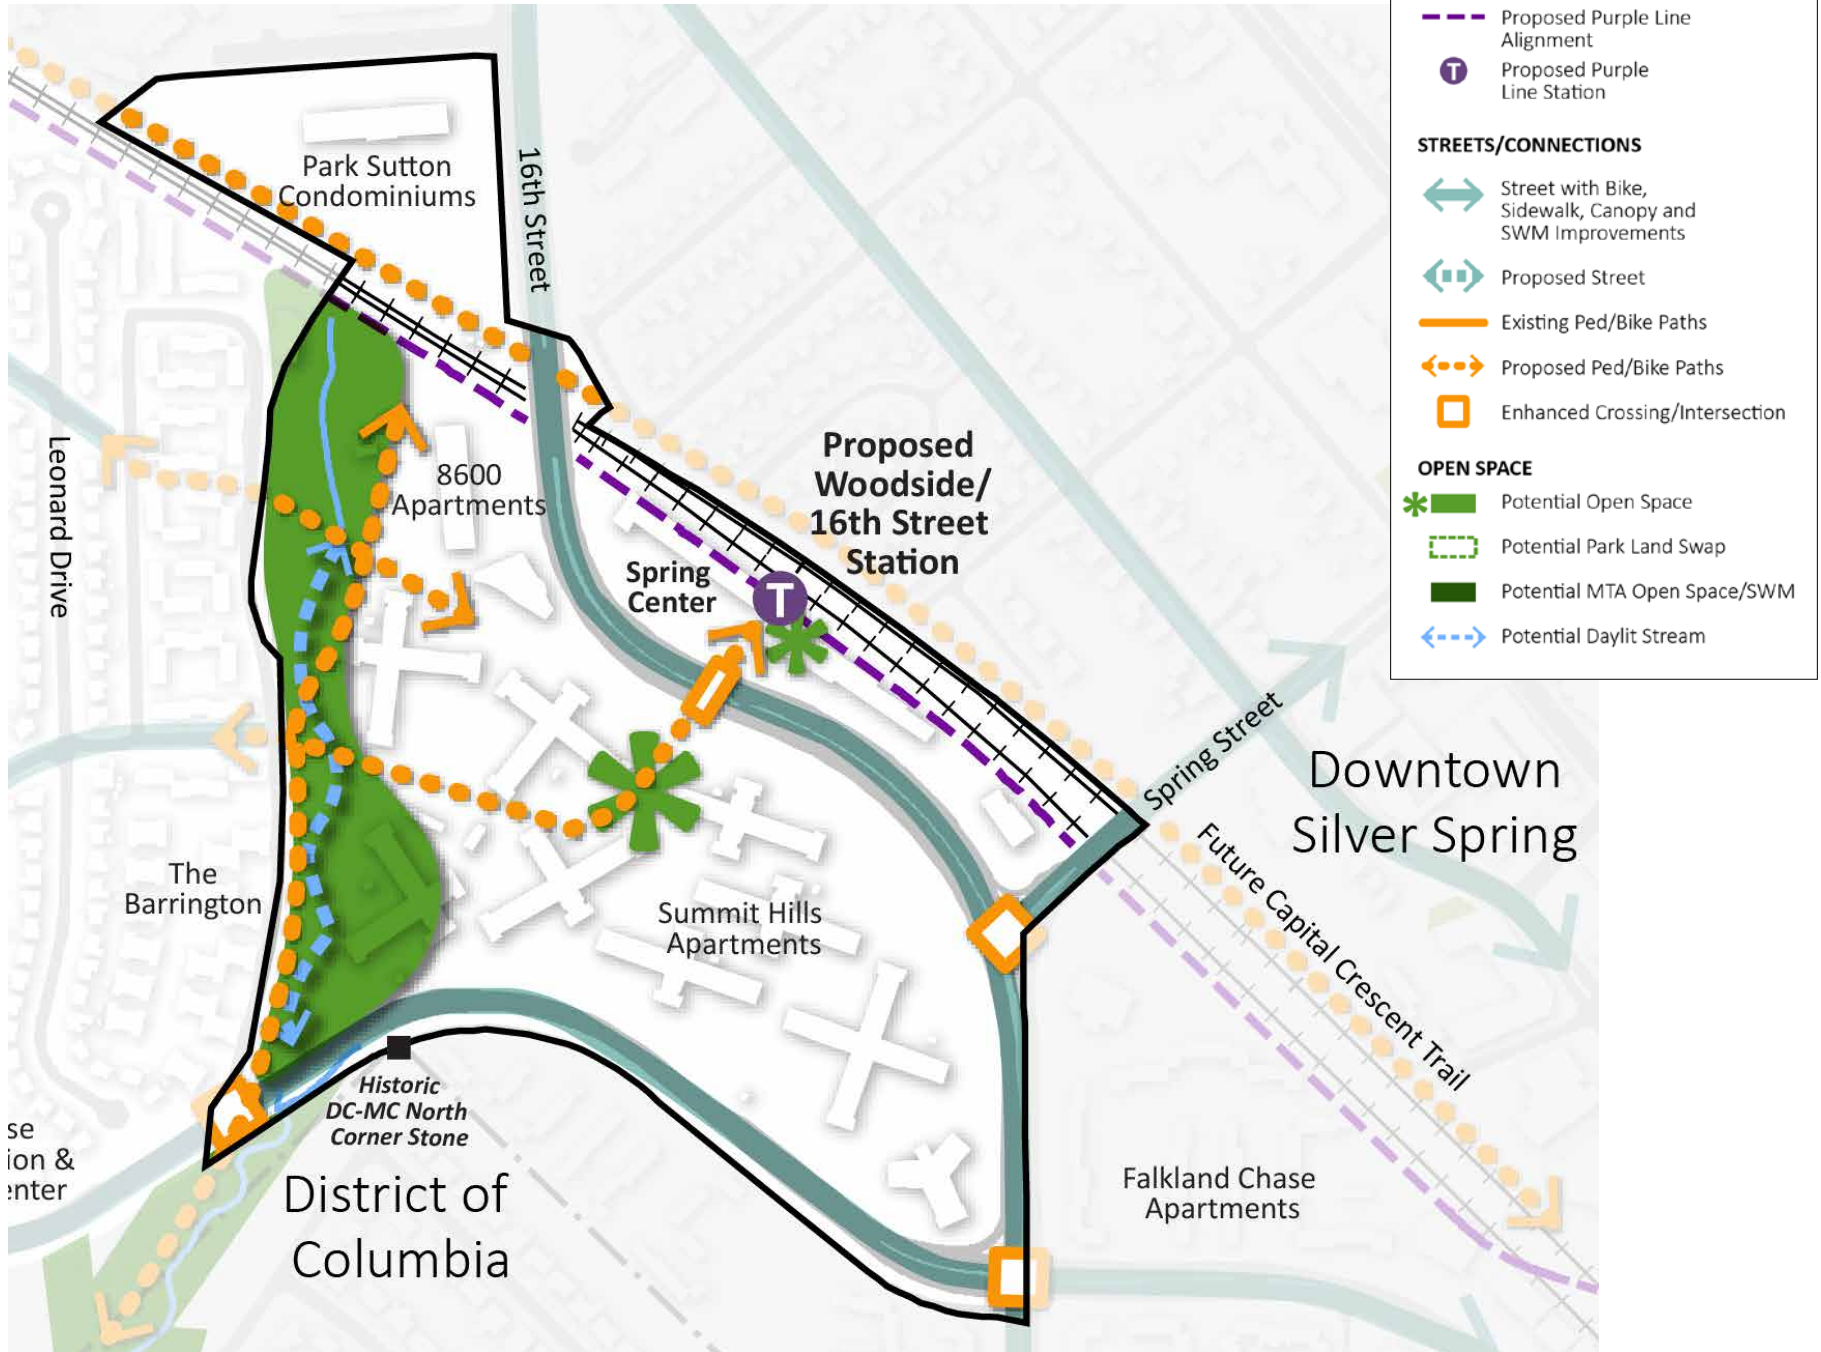 Proposed Purple Line
Alignment
T
Proposed Purple
Line Station
STREETS/CONNECTIONS
Street with Bike,
Sidewalk, Canopy and
SWM Improvements
Proposed Street
Existing Ped/Bike Paths
Proposed Ped/Bike Paths
Enhanced Crossing/Intersection
OPEN SPACE
Potential Open Space
Potential Park Land Swap
Potential MTA Open Space/SWM
Potential Daylit Stream
Park Sutton
Condominiums
16th Street
Leonard Drive
8600
Apartments
Proposed
Woodside/
16th Street
Station
Spring
Center
T
Spring Street
Downtown
Silver Spring
Future Capital Crescent Trail
The
Barrington
Summit Hills
Apartments
Historic
DC-MC North
Corner Stone
se
ion &
enter
District of
Columbia
Falkland Chase
Apartments